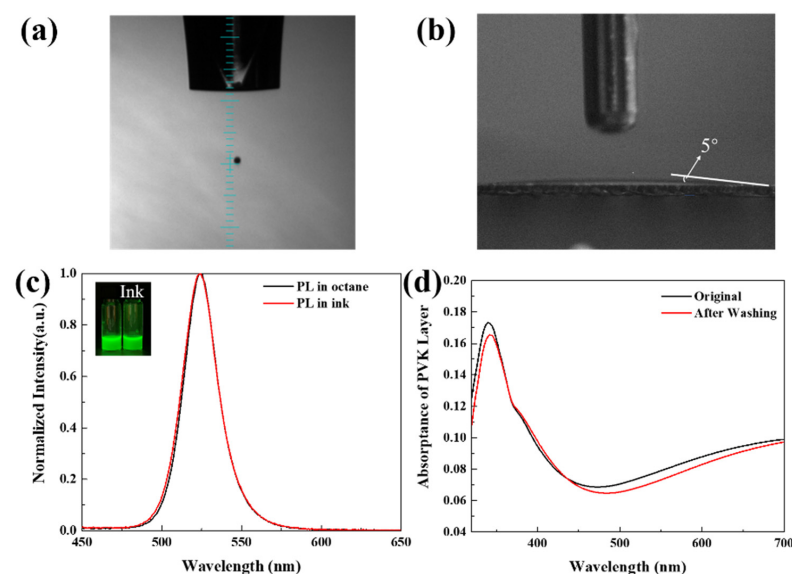 (a)
(b)
5°
(c)
Ink
PL in octane
PL in ink
Normalized Intensity(a.u.)
1.0
0.8
0.6
0.4
0.2
0.0
450 500 550 600 650
Wavelength (nm)
(d)
Original
After Washing
Absorptance of PVK Layer
0.20
0.18
0.16
0.14
0.12
0.10
0.08
0.06
0.04
400 500 600 700
Wavelength (nm)